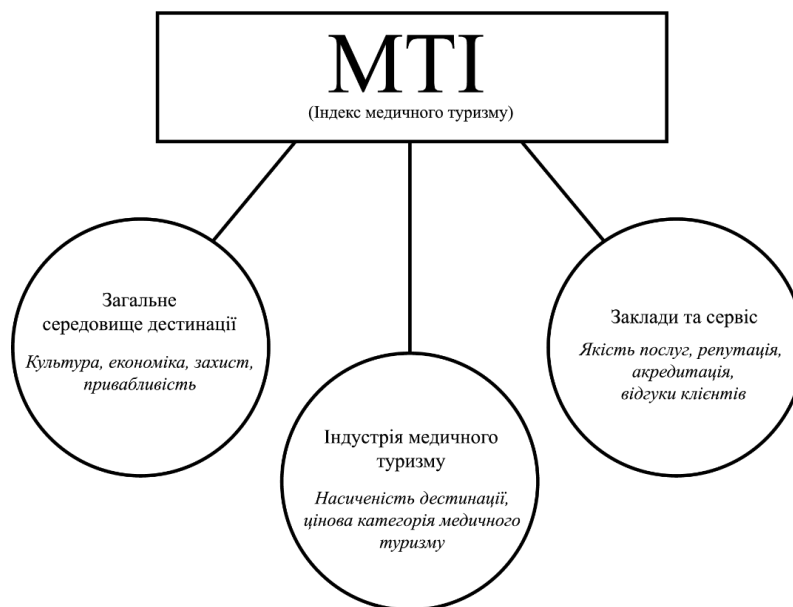 MTI
(Індекс медичного туризму)
Загальне
середовище дестинації
Культура, економіка, захист,
привабливість
Індустрія медичного
туризму
Насиченість дестинації,
цінова категорія медичного
туризму
Заклади та сервіс
Якість послуг, репутація,
акредитація,
відгуки клієнтів